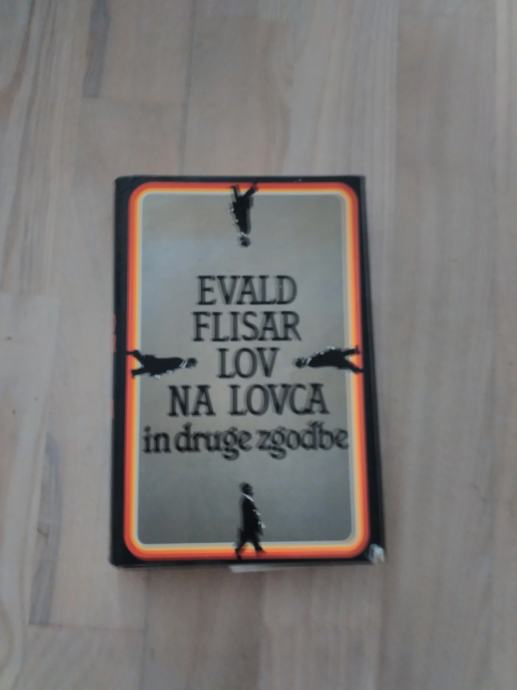 EVALD
FLISAR
LOV
NA LOVCA
in druge zgodbe